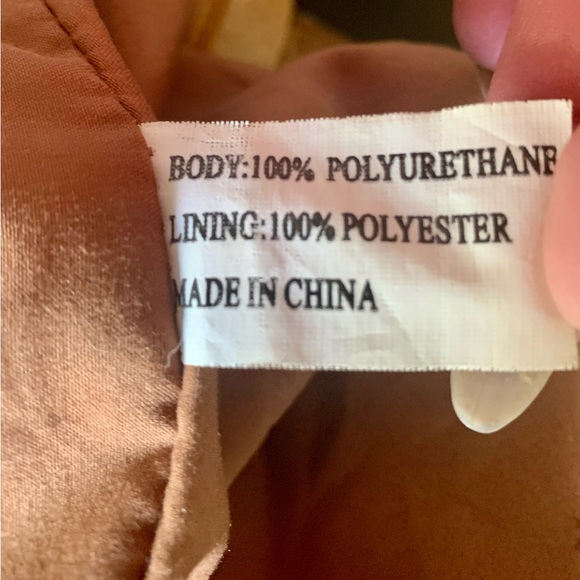 BODY:100% POLYURETHANE
LINING:100% POLYESTER
MADE IN CHINA